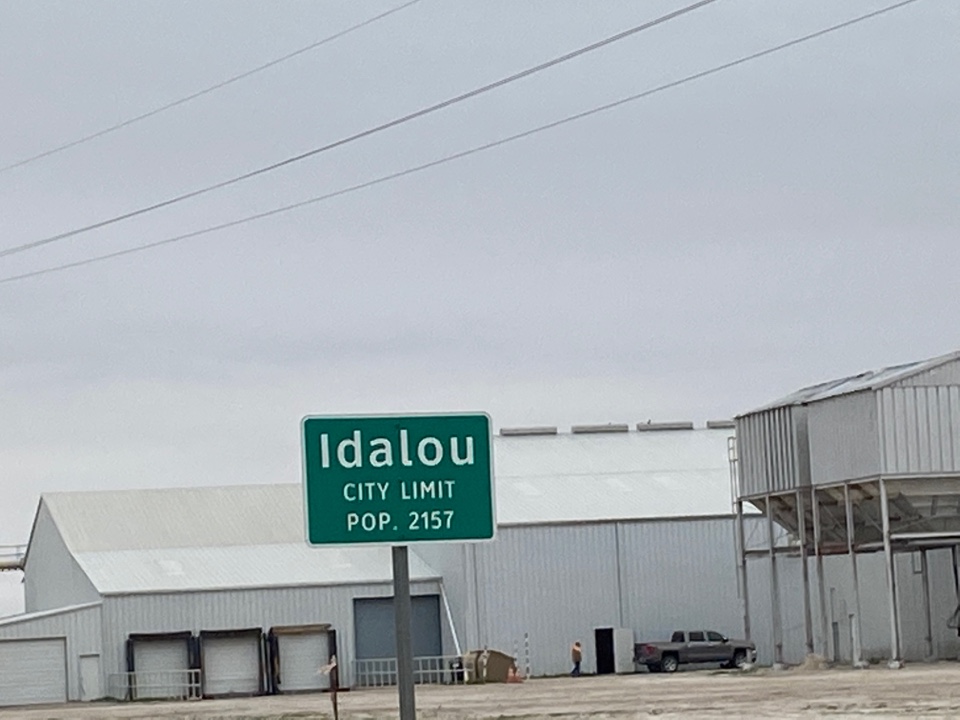 Idalou
CITY LIMIT
POP. 2157